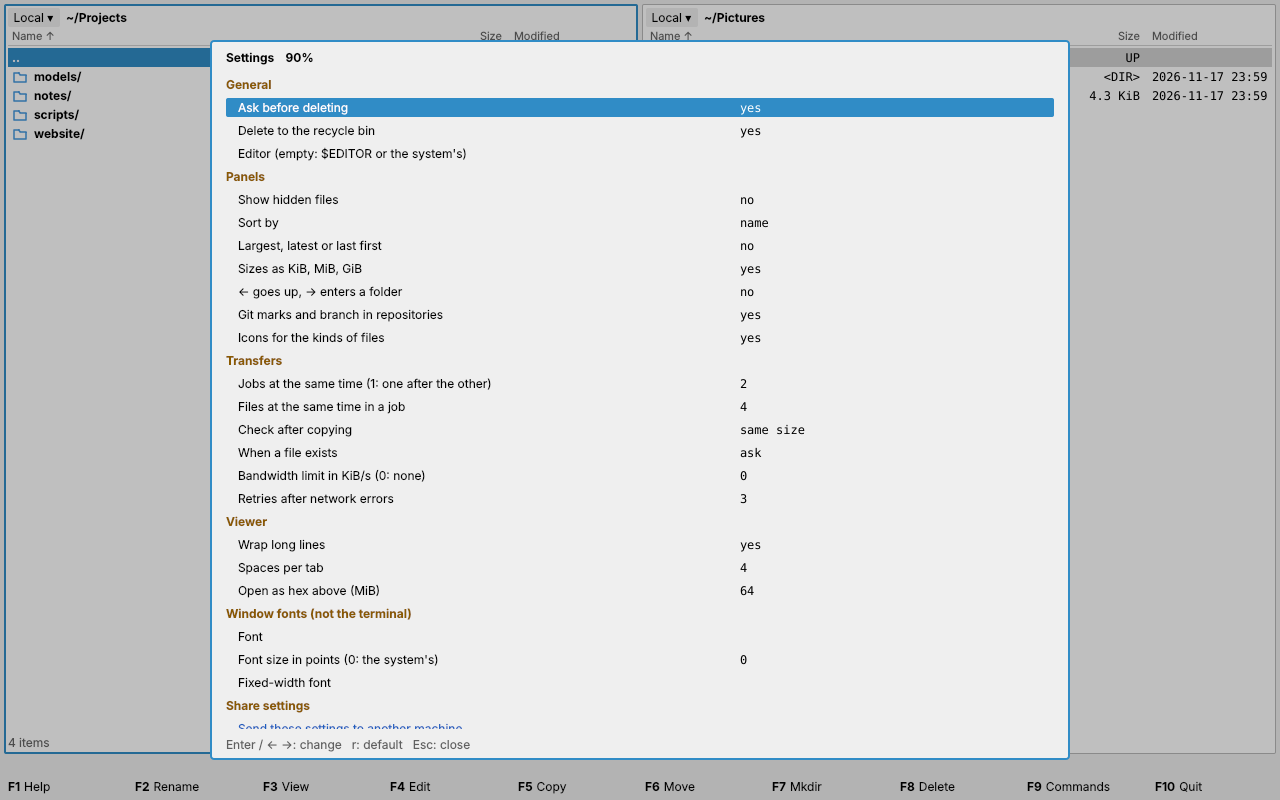 Local ▾ ~/Projects
Name ↑ Size Modified
..
models/
notes/
scripts/
website/
4 items
Local ▾ ~/Pictures
Name ↑ Size Modified
UP
<DIR> 2026-11-17 23:59
4.3 KiB 2026-11-17 23:59
Settings 90%
General
Ask before deleting yes
Delete to the recycle bin yes
Editor (empty: $EDITOR or the system's)
Panels
Show hidden files no
Sort by name
Largest, latest or last first no
Sizes as KiB, MiB, GiB yes
← goes up, → enters a folder no
Git marks and branch in repositories yes
Icons for the kinds of files yes
Transfers
Jobs at the same time (1: one after the other) 2
Files at the same time in a job 4
Check after copying same size
When a file exists ask
Bandwidth limit in KiB/s (0: none) 0
Retries after network errors 3
Viewer
Wrap long lines yes
Spaces per tab 4
Open as hex above (MiB) 64
Window fonts (not the terminal)
Font
Font size in points (0: the system's) 0
Fixed-width font
Share settings
Send these settings to another machine
Enter / ← →: change r: default Esc: close
F1 Help F2 Rename F3 View F4 Edit F5 Copy F6 Move F7 Mkdir F8 Delete F9 Commands F10 Quit